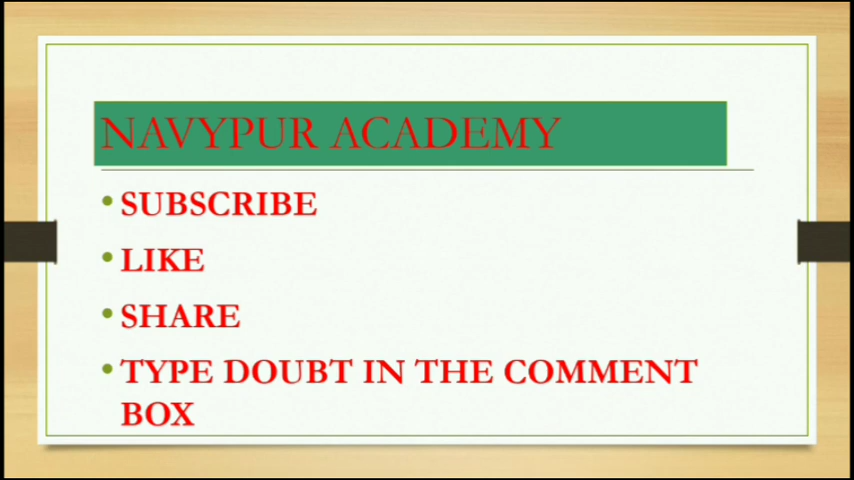 NAVYPUR ACADEMY
• SUBSCRIBE
• LIKE
• SHARE
• TYPE DOUBT IN THE COMMENT
BOX